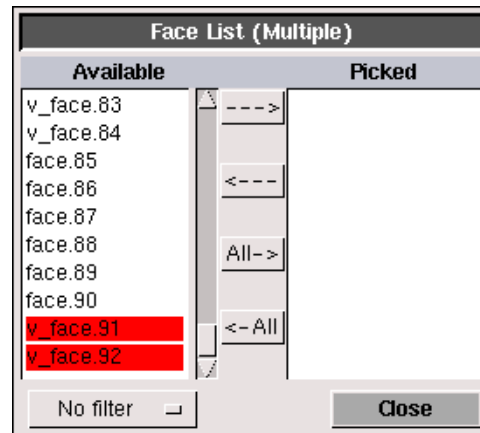 Face List (Multiple)
Available
Picked
v_face.83
v_face.84
face.85
face.86
face.87
face.88
face.89
face.90
v_face.91
v_face.92
--->
<---
All->
<-All
No filter
Close